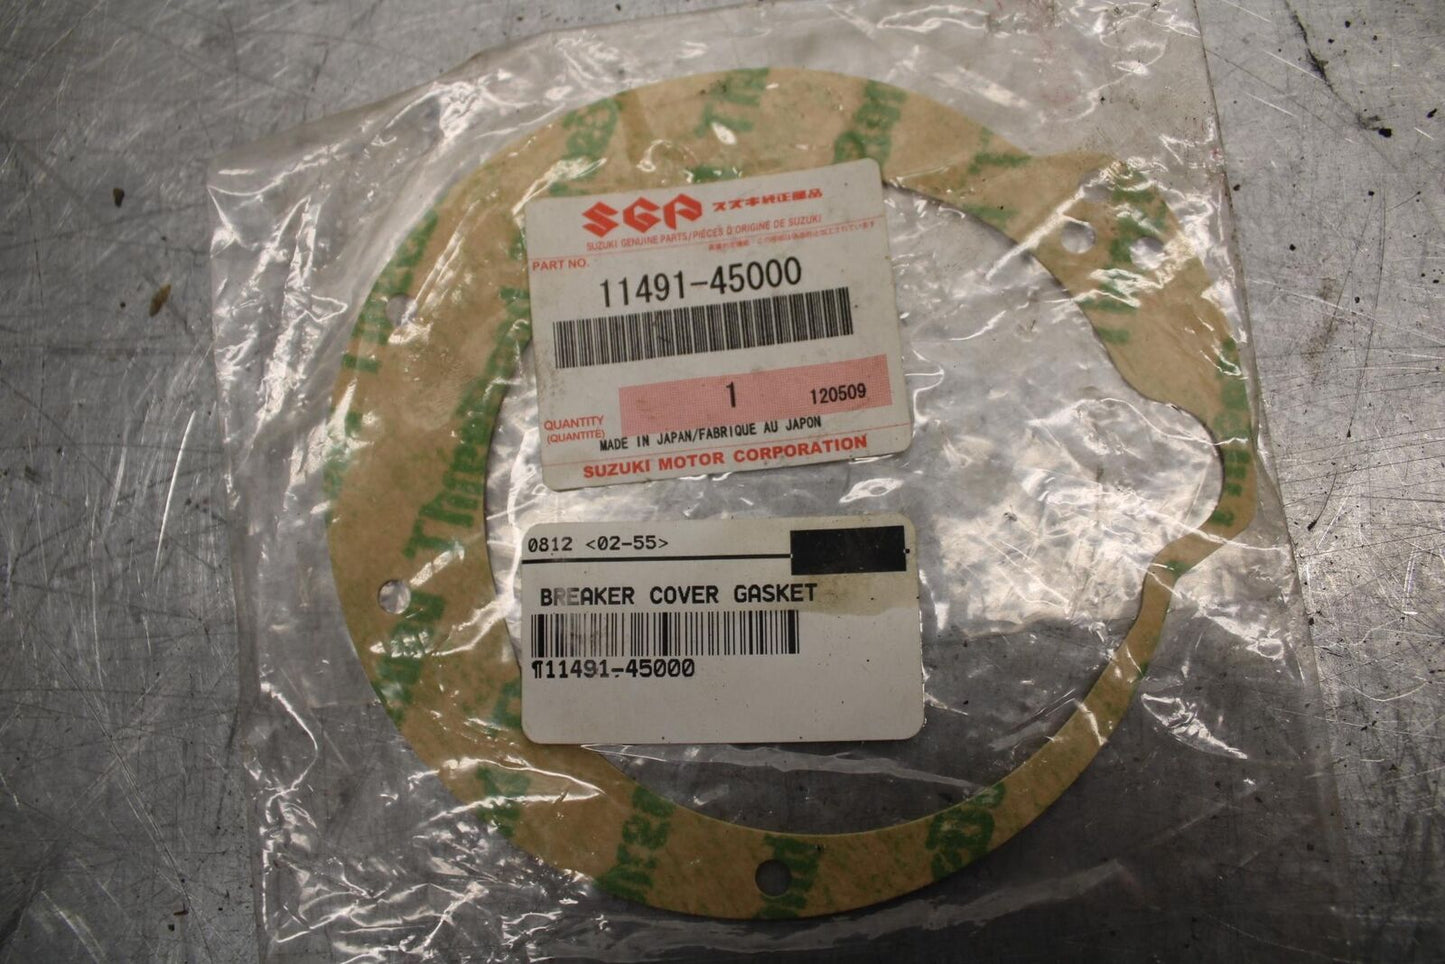 SGP スズキ純正部品
SUZUKI GENUINE PARTS/PIÈCES D'ORIGINE DE SUZUKI
PART NO.
11491-45000
1 120509
QUANTITY
(QUANTITÉ)
MADE IN JAPAN/FABRIQUE AU JAPON
SUZUKI MOTOR CORPORATION
0812 <02-55>
BREAKER COVER GASKET
π11491-45000